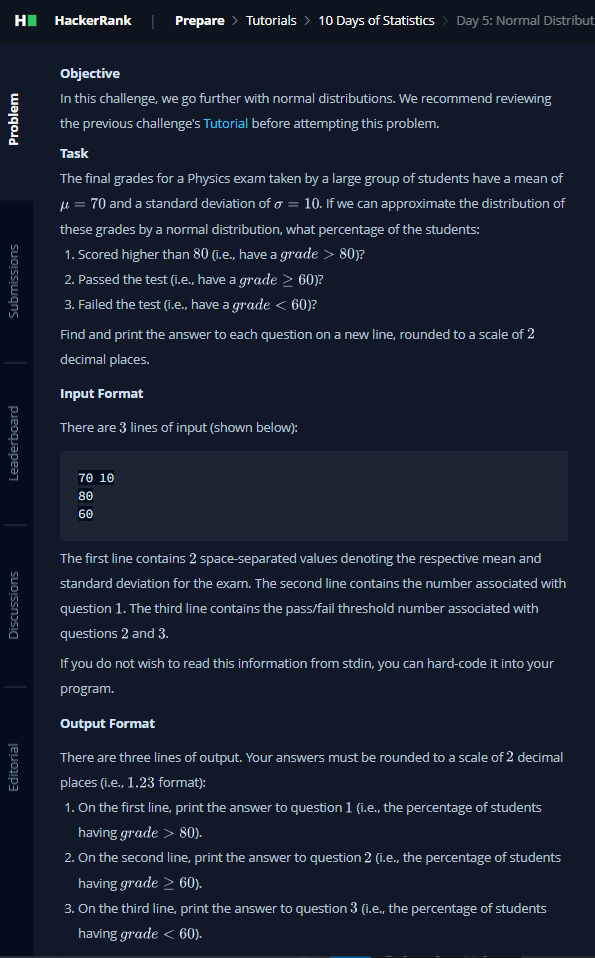 H HackerRank | Prepare > Tutorials > 10 Days of Statistics > Day 5: Normal Distribut
Problem
Submissions
Leaderboard
Discussions
Editorial
Objective
In this challenge, we go further with normal distributions. We recommend reviewing
the previous challenge's Tutorial before attempting this problem.
Task
The final grades for a Physics exam taken by a large group of students have a mean of
μ = 70 and a standard deviation of σ = 10. If we can approximate the distribution of
these grades by a normal distribution, what percentage of the students:
1. Scored higher than 80 (i.e., have a grade > 80)?
2. Passed the test (i.e., have a grade ≥ 60)?
3. Failed the test (i.e., have a grade < 60)?
Find and print the answer to each question on a new line, rounded to a scale of 2
decimal places.
Input Format
There are 3 lines of input (shown below):
70 10
80
60
The first line contains 2 space-separated values denoting the respective mean and
standard deviation for the exam. The second line contains the number associated with
question 1. The third line contains the pass/fail threshold number associated with
questions 2 and 3.
If you do not wish to read this information from stdin, you can hard-code it into your
program.
Output Format
There are three lines of output. Your answers must be rounded to a scale of 2 decimal
places (i.e., 1.23 format):
1. On the first line, print the answer to question 1 (i.e., the percentage of students
having grade > 80).
2. On the second line, print the answer to question 2 (i.e., the percentage of students
having grade ≥ 60).
3. On the third line, print the answer to question 3 (i.e., the percentage of students
having grade < 60).